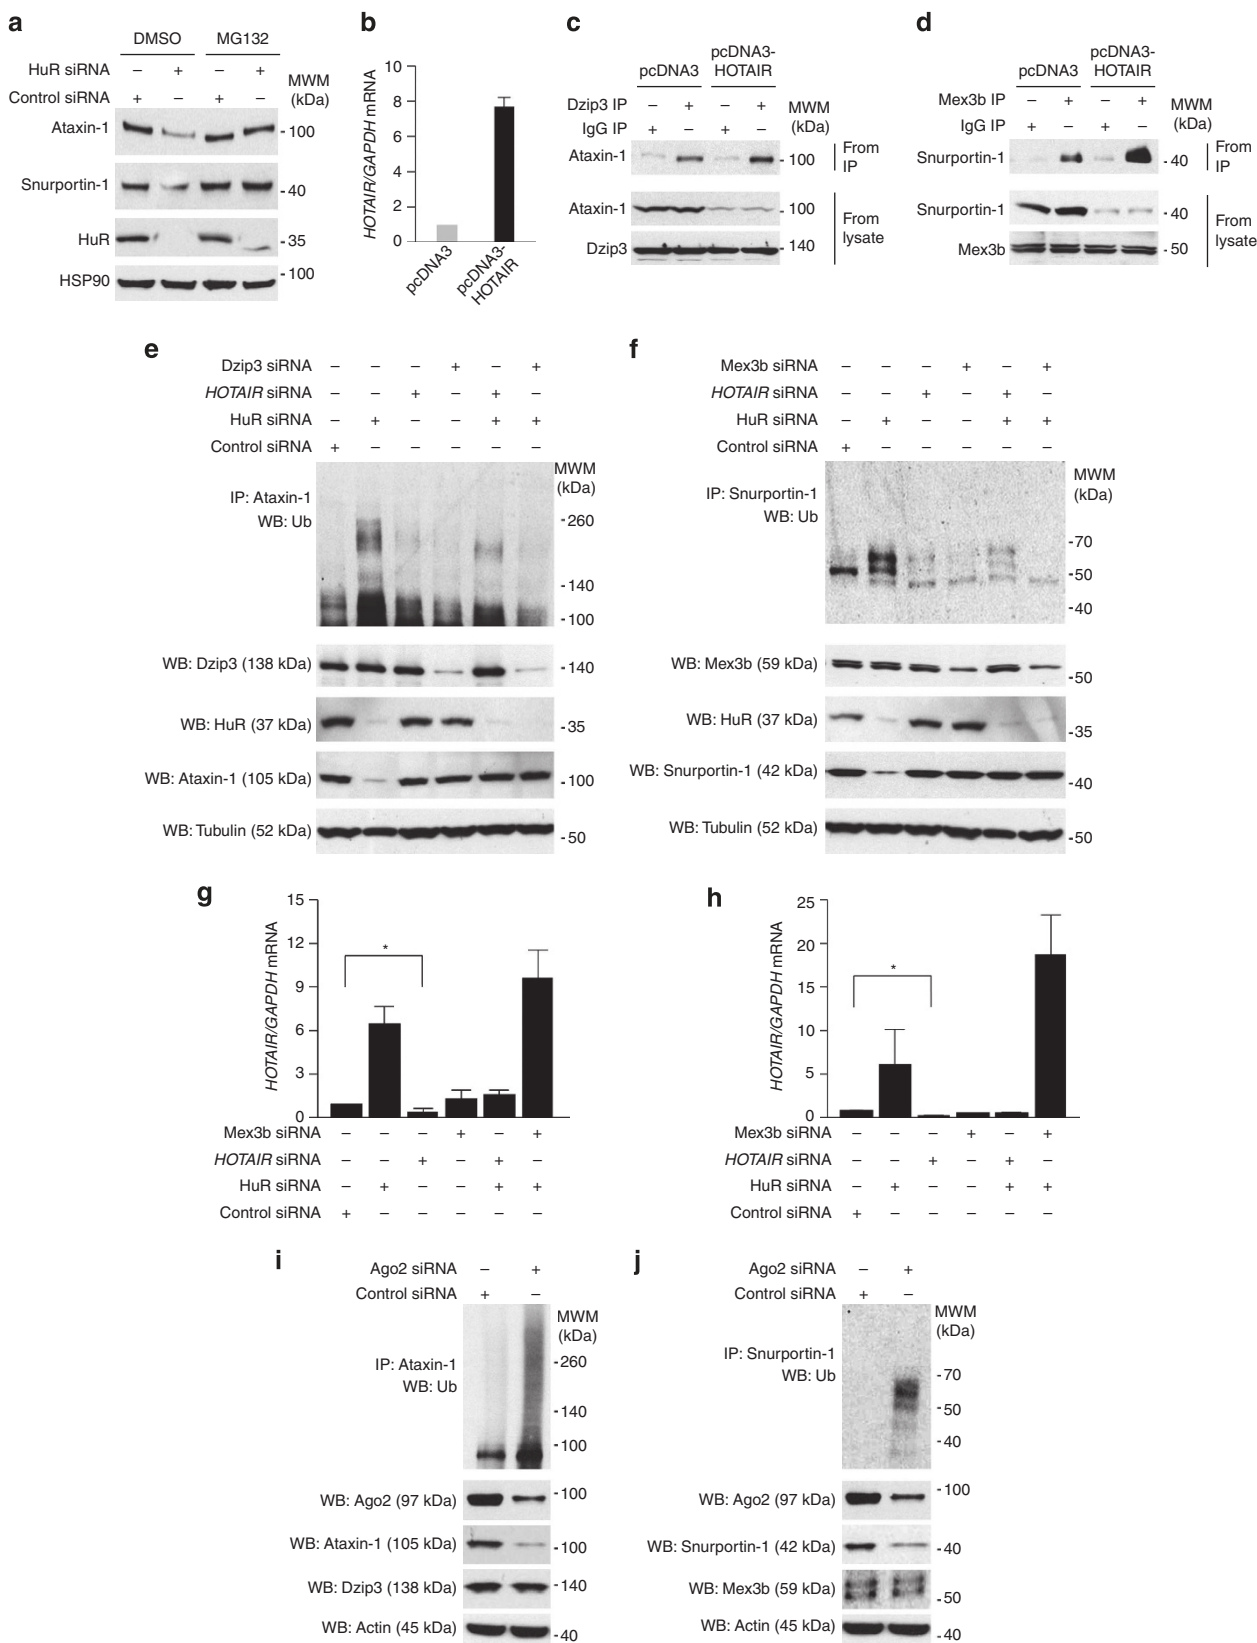 a
DMSO MG132
HuR siRNA – + – +
Control siRNA + – + –
MWM
(kDa)
Ataxin-1 - 100
Snurportin-1 - 40
HuR - 35
HSP90 - 100
b
HOTAIR/GAPDH mRNA
10
8
6
4
2
0
pcDNA3
pcDNA3-
HOTAIR
c
pcDNA3 pcDNA3-
HOTAIR
Dzip3 IP – + – +
IgG IP + – + –
MWM
(kDa)
Ataxin-1 - 100 From
IP
Ataxin-1 - 100
From
lysate
Dzip3 140
d
pcDNA3 pcDNA3-
HOTAIR
Mex3b IP – + – +
IgG IP + – + –
MWM
(kDa)
Snurportin-1 - 40 From
IP
Snurportin-1 - 40
From
lysate
Mex3b - 50
e
Dzip3 siRNA – – – + – +
HOTAIR siRNA – – + – + –
HuR siRNA – + – – + +
Control siRNA + – – – – –
MWM
(kDa)
IP: Ataxin-1
WB: Ub
-260
-140
-100
WB: Dzip3 (138 kDa) -140
WB: HuR (37 kDa) -35
WB: Ataxin-1 (105 kDa) -100
WB: Tubulin (52 kDa) -50
f
Mex3b siRNA – – – + – +
HOTAIR siRNA – – + – + –
HuR siRNA – + – – + +
Control siRNA + – – – – –
MWM
(kDa)
IP: Snurportin-1
WB: Ub
-70
-50
-40
WB: Mex3b (59 kDa) -50
WB: HuR (37 kDa) -35
WB: Snurportin-1 (42 kDa) -40
WB: Tubulin (52 kDa) -50
g
HOTAIR/GAPDH mRNA
15
12
9
6
3
0
*
Mex3b siRNA – – – + – +
HOTAIR siRNA – – + – + –
HuR siRNA – + – – + +
Control siRNA + – – – – –
h
HOTAIR/GAPDH mRNA
25
20
15
10
5
0
*
Mex3b siRNA – – – + – +
HOTAIR siRNA – – + – + –
HuR siRNA – + – – + +
Control siRNA + – – – – –
i
Ago2 siRNA – +
Control siRNA + –
MWM
(kDa)
IP: Ataxin-1
WB: Ub
-260
-140
-100
WB: Ago2 (97 kDa) -100
WB: Ataxin-1 (105 kDa) -100
WB: Dzip3 (138 kDa) -140
WB: Actin (45 kDa) -40
j
Ago2 siRNA – +
Control siRNA + –
MWM
(kDa)
IP: Snurportin-1
WB: Ub
-70
-50
-40
WB: Ago2 (97 kDa) -100
WB: Snurportin-1 (42 kDa) -40
WB: Mex3b (59 kDa) -50
WB: Actin (45 kDa) -40